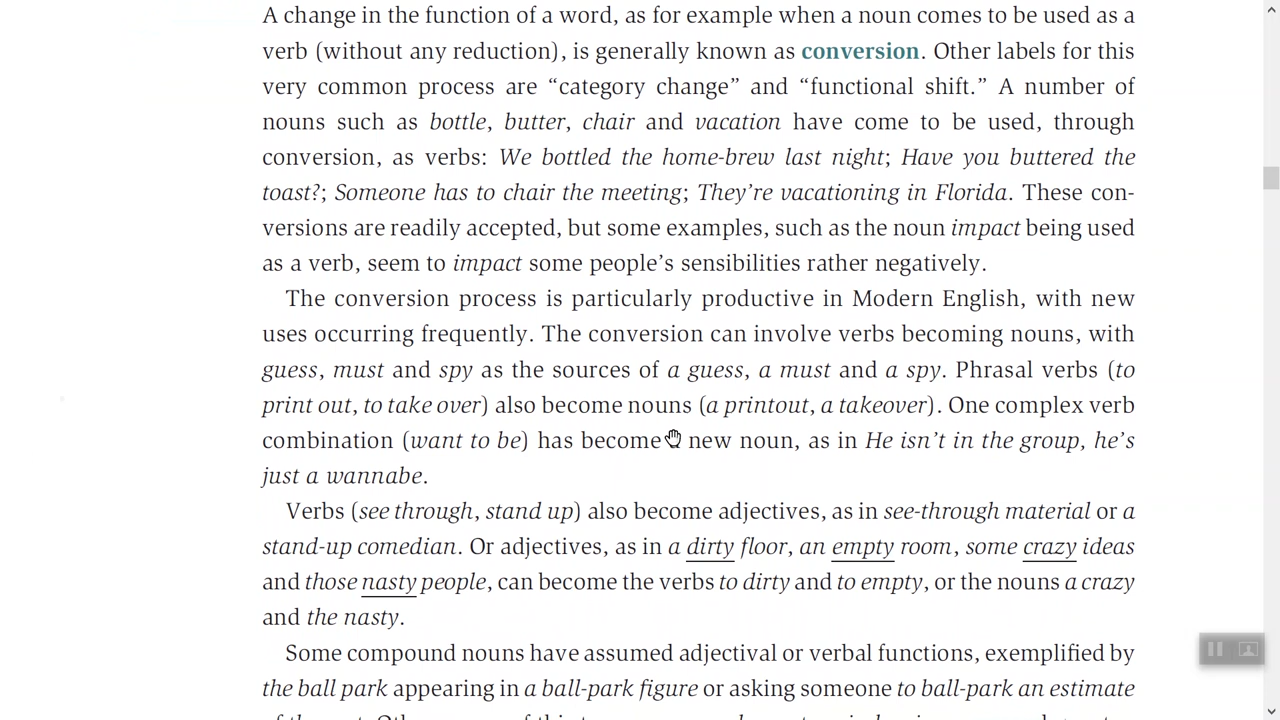 A change in the function of a word, as for example when a noun comes to be used as a
verb (without any reduction), is generally known as conversion. Other labels for this
very common process are “category change” and “functional shift.” A number of
nouns such as bottle, butter, chair and vacation have come to be used, through
conversion, as verbs: We bottled the home-brew last night; Have you buttered the
toast?; Someone has to chair the meeting; They’re vacationing in Florida. These con-
versions are readily accepted, but some examples, such as the noun impact being used
as a verb, seem to impact some people’s sensibilities rather negatively.
The conversion process is particularly productive in Modern English, with new
uses occurring frequently. The conversion can involve verbs becoming nouns, with
guess, must and spy as the sources of a guess, a must and a spy. Phrasal verbs (to
print out, to take over) also become nouns (a printout, a takeover). One complex verb
combination (want to be) has become new noun, as in He isn’t in the group, he’s
just a wannabe.
Verbs (see through, stand up) also become adjectives, as in see-through material or a
stand-up comedian. Or adjectives, as in a dirty floor, an empty room, some crazy ideas
and those nasty people, can become the verbs to dirty and to empty, or the nouns a crazy
and the nasty.
Some compound nouns have assumed adjectival or verbal functions, exemplified by
the ball park appearing in a ball-park figure or asking someone to ball-park an estimate